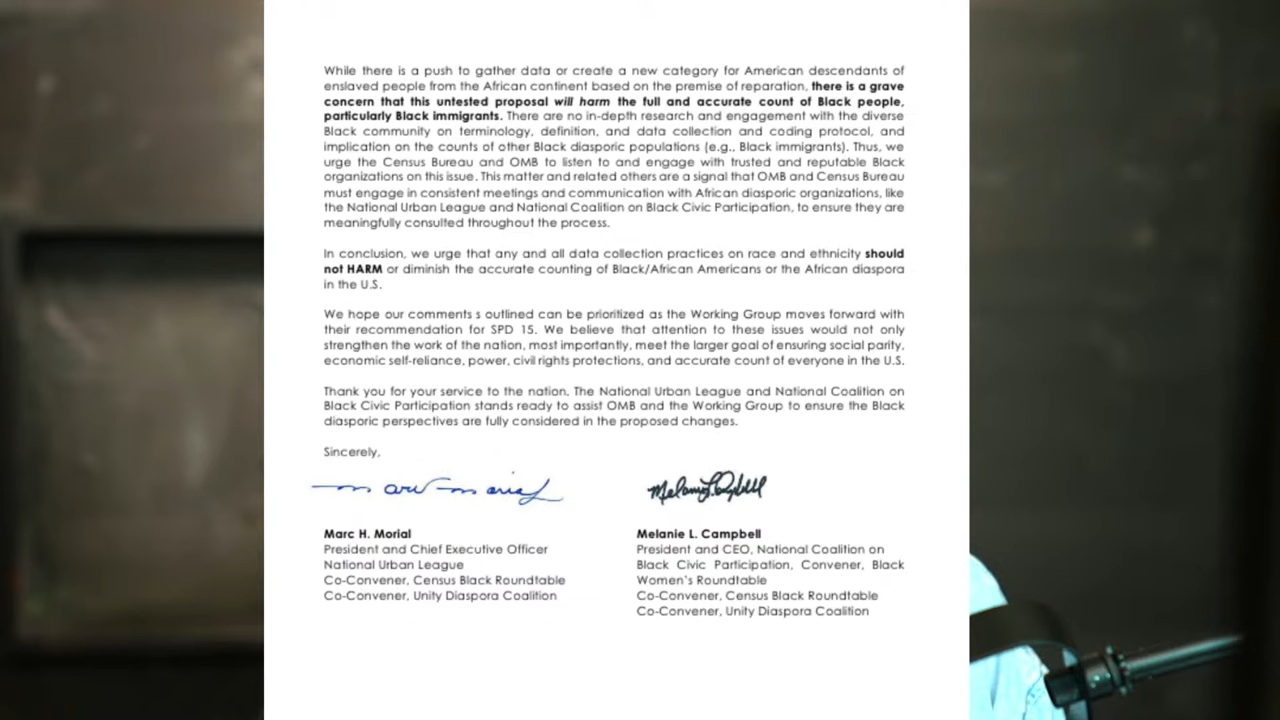 While there is a push to gather data or create a new category for American descendants of
enslaved people from the African continent based on the premise of reparation, there is a grave
concern that this untested proposal will harm the full and accurate count of Black people,
particularly Black immigrants. There are no in-depth research and engagement with the diverse
Black community on terminology, definition, and data collection and coding protocol, and
implication on the counts of other Black diasporic populations (e.g., Black immigrants). Thus, we
urge the Census Bureau and OMB to listen to and engage with trusted and reputable Black
organizations on this issue. This matter and related others are a signal that OMB and Census Bureau
must engage in consistent meetings and communication with African diasporic organizations, like
the National Urban League and National Coalition on Black Civic Participation, to ensure they are
meaningfully consulted throughout the process.
In conclusion, we urge that any and all data collection practices on race and ethnicity should
not HARM or diminish the accurate counting of Black/African Americans or the African diaspora
in the U.S.
We hope our comments s outlined can be prioritized as the Working Group moves forward with
their recommendation for SPD 15. We believe that attention to these issues would not only
strengthen the work of the nation, most importantly, meet the larger goal of ensuring social parity,
economic self-reliance, power, civil rights protections, and accurate count of everyone in the U.S.
Thank you for your service to the nation. The National Urban League and National Coalition on
Black Civic Participation stands ready to assist OMB and the Working Group to ensure the Black
diasporic perspectives are fully considered in the proposed changes.
Sincerely,
Marc Morial
Melanie L. Campbell
Marc H. Morial
President and Chief Executive Officer
National Urban League
Co-Convener, Census Black Roundtable
Co-Convener, Unity Diaspora Coalition
Melanie L. Campbell
President and CEO, National Coalition on
Black Civic Participation, Convener, Black
Women's Roundtable
Co-Convener, Census Black Roundtable
Co-Convener, Unity Diaspora Coalition